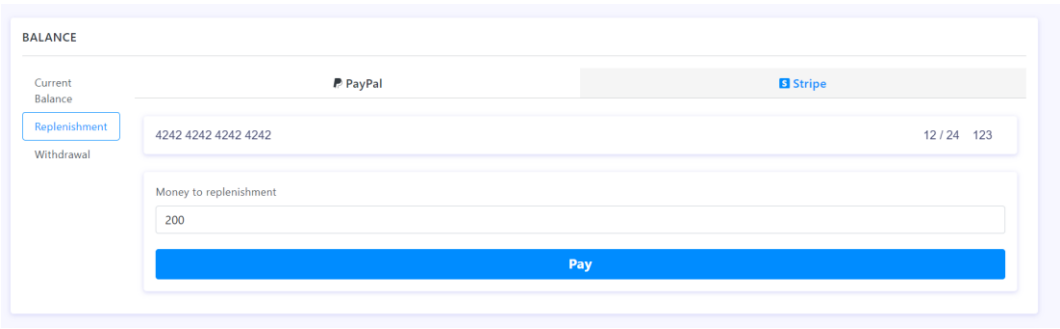 BALANCE
Current
Balance
Replenishment
Withdrawal
PayPal
Stripe
4242 4242 4242 4242 12 / 24 123
Money to replenishment
200
Pay